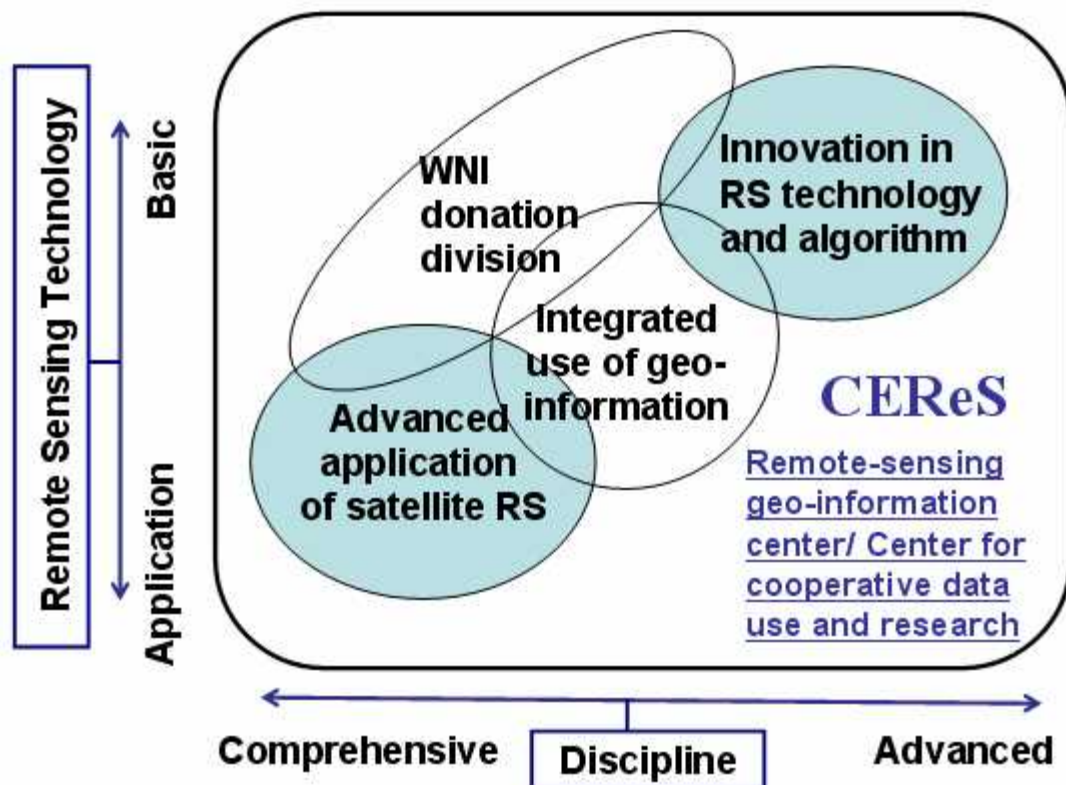 Remote Sensing Technology
Basic
Application
WNI
donation
division
Innovation in
RS technology
and algorithm
Integrated
use of geo-
information
Advanced
application
of satellite RS
CEReS
Remote-sensing
geo-information
center/ Center for
cooperative data
use and research
Comprehensive
Discipline
Advanced